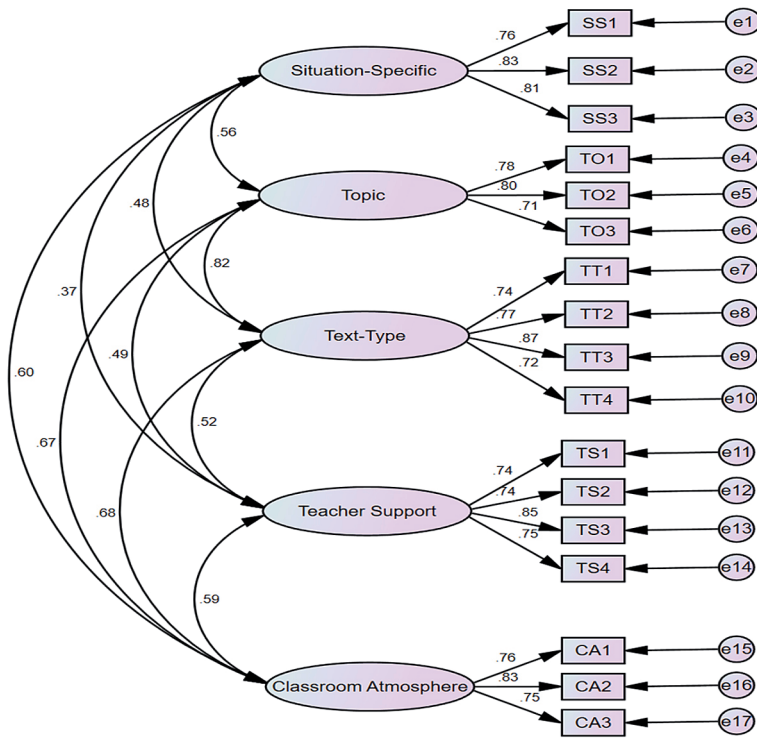 SS1
e1
.76
Situation-Specific
.83
SS2
e2
.81
SS3
e3
.56
TO1
e4
.78
Topic
.80
TO2
e5
.71
TO3
e6
.48
.82
TT1
e7
.74
.37
TT2
e8
.77
Text-Type
.87
TT3
e9
.49
.72
TT4
e10
.60
.52
.67
TS1
e11
.74
.74
TS2
e12
Teacher Support
.85
TS3
e13
.68
.75
TS4
e14
.59
CA1
e15
.76
Classroom Atmosphere
.83
CA2
e16
.75
CA3
e17